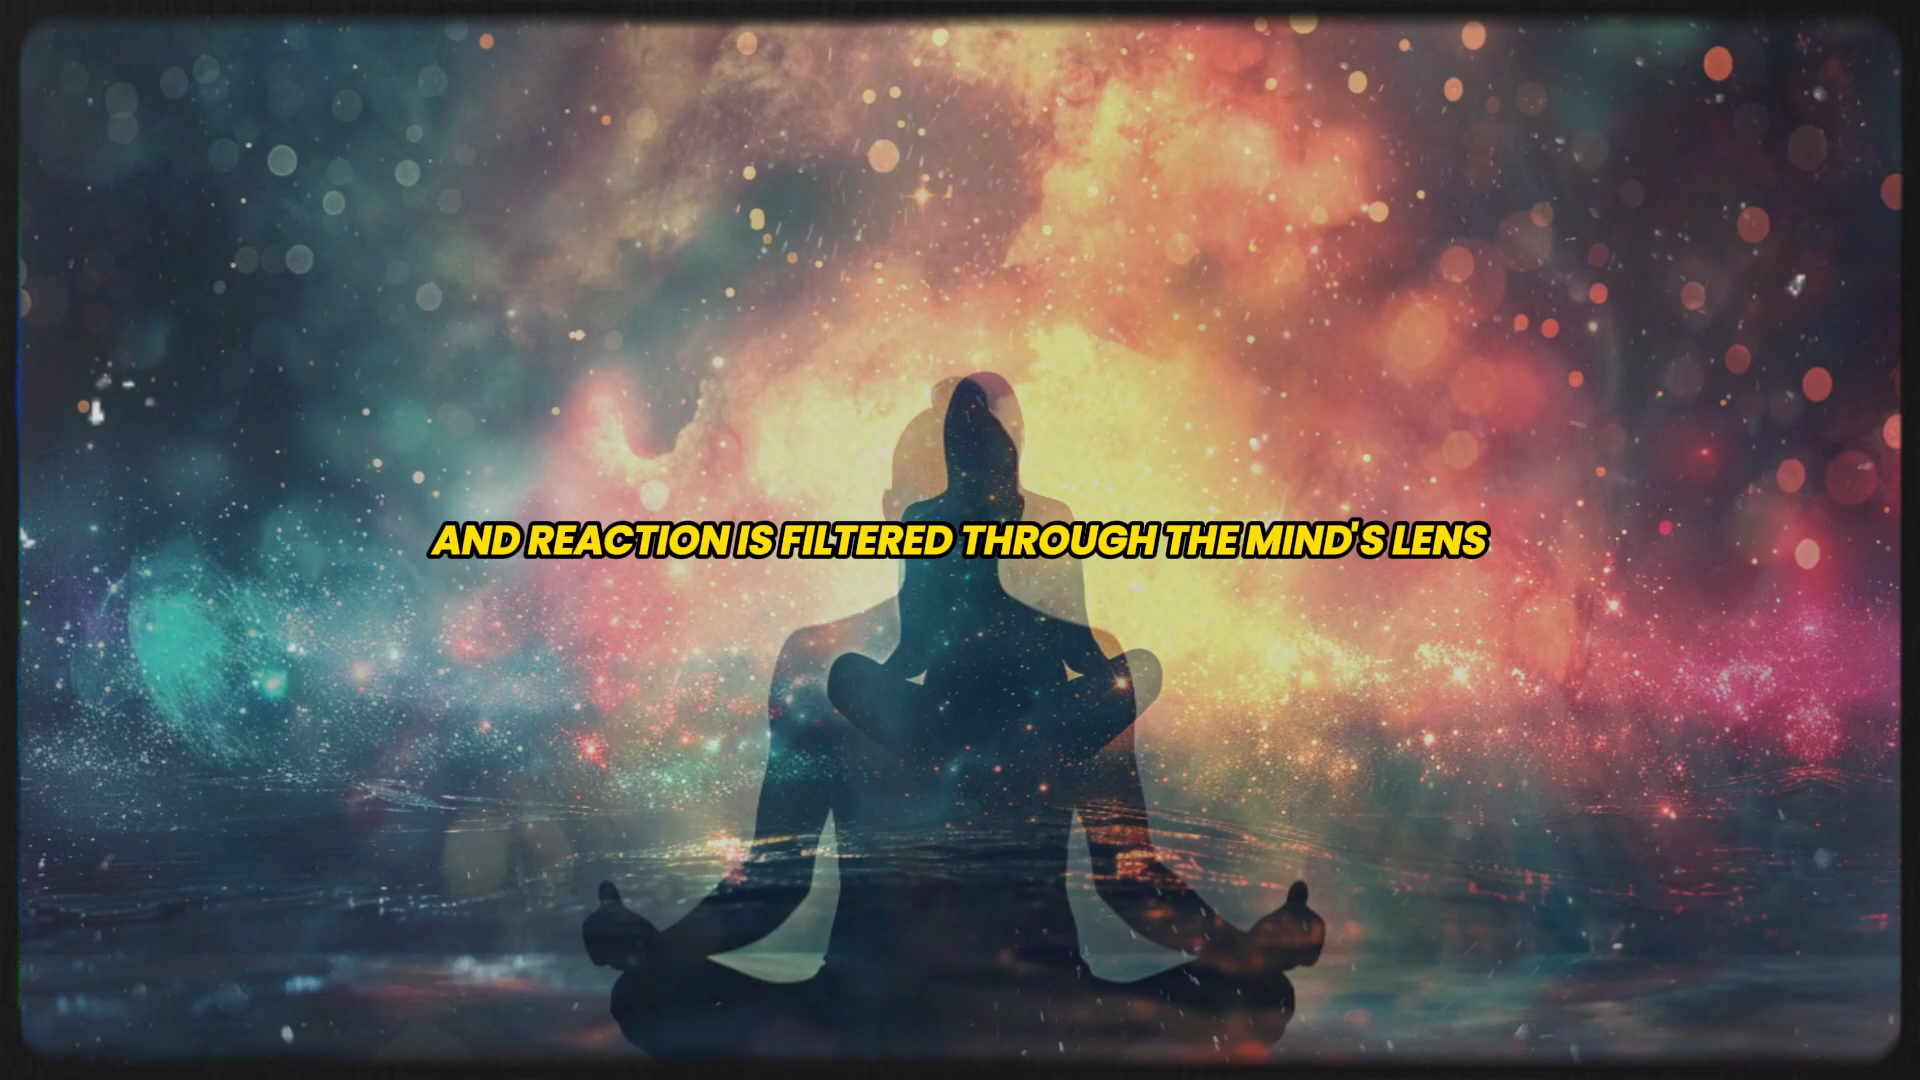 AND REACTION IS FILTERED THROUGH THE MIND'S LENS